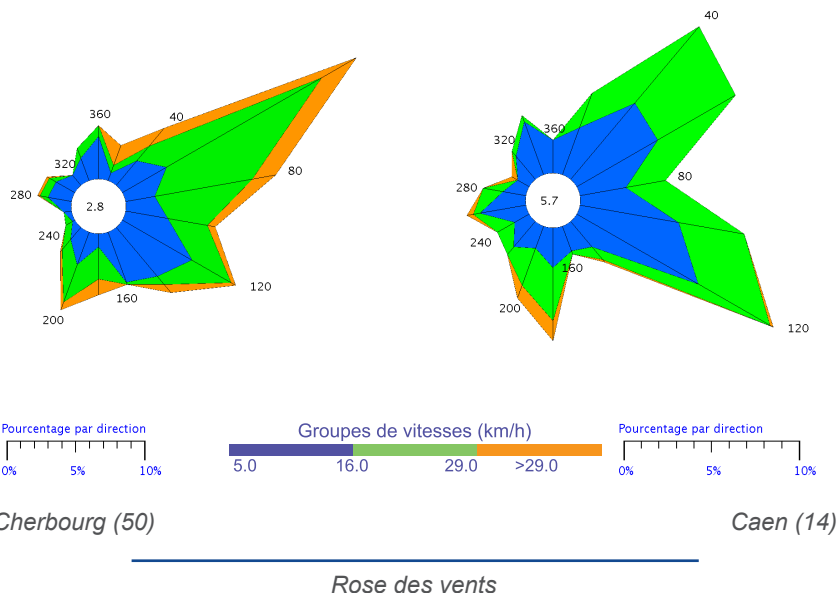 40
360
40
360
320
320
80
80
280
280
2.8
5.7
240
240
160
160
120
200
200
120
Pourcentage par direction
Groupes de vitesses (km/h)
Pourcentage par direction
0% 5% 10%
5.0 16.0 29.0 >29.0
0% 5% 10%
Cherbourg (50)
Caen (14)
Rose des vents